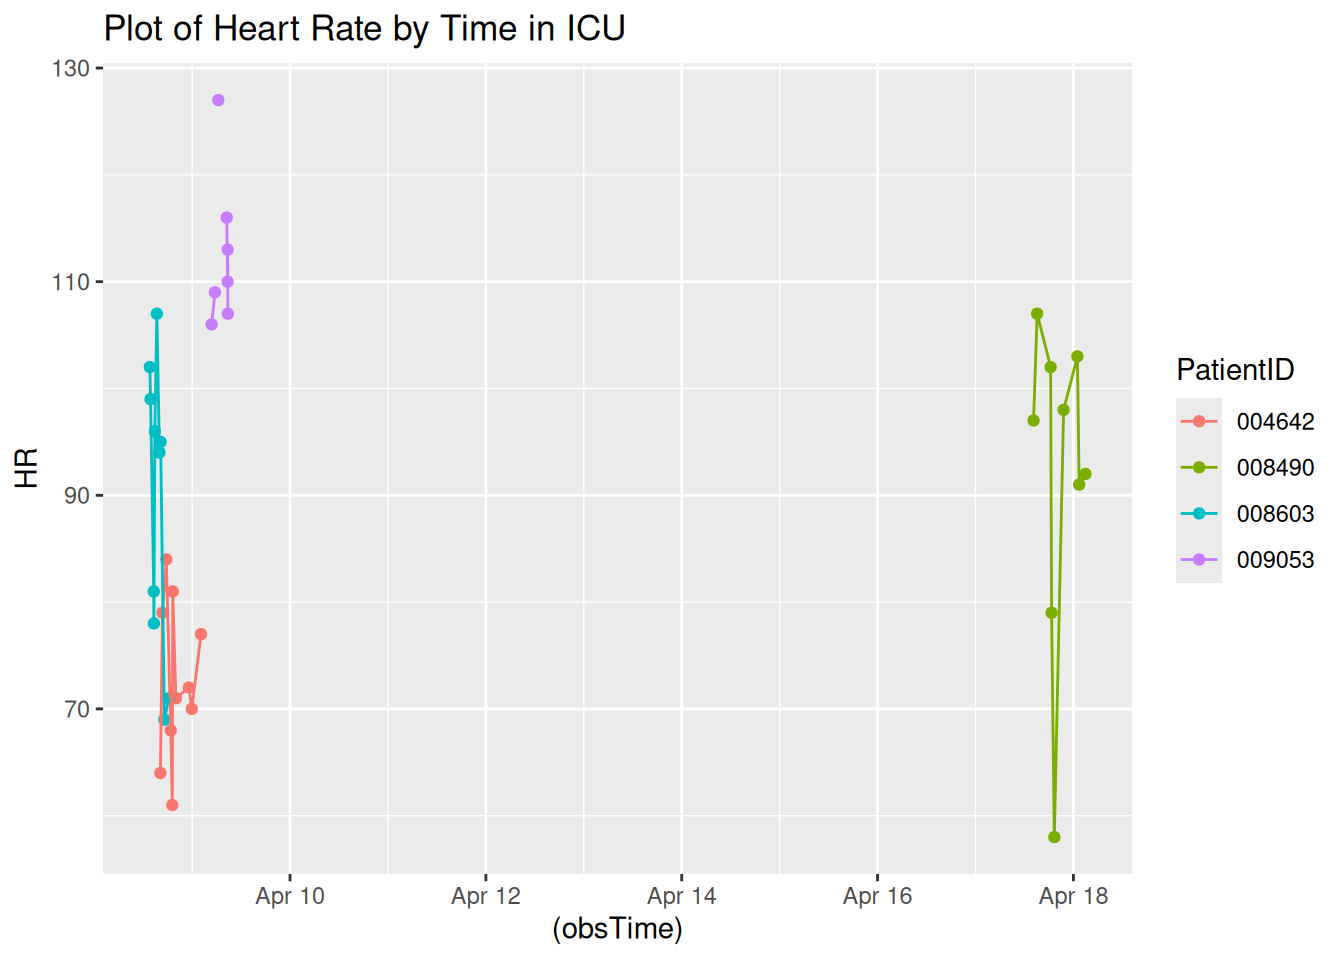 Plot of Heart Rate by Time in ICU
130
110
90
70
HR
Apr 10
Apr 12
Apr 14
Apr 16
Apr 18
(obsTime)
PatientID
004642
008490
008603
009053